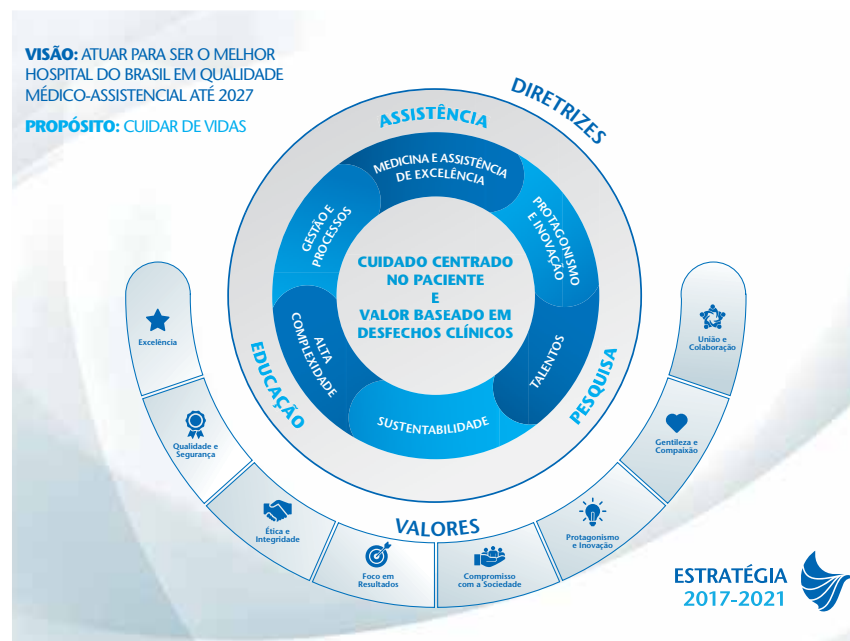 VISÃO: ATUAR PARA SER O MELHOR
HOSPITAL DO BRASIL EM QUALIDADE
MÉDICO-ASSISTENCIAL ATÉ 2027
PROPÓSITO: CUIDAR DE VIDAS
DIRETRIZES
ASSISTÊNCIA
MEDICINA E ASSISTÊNCIA
DE EXCELÊNCIA
GESTÃO E
PROCESSOS
PROTAGONISMO
E INOVAÇÃO
CUIDADO CENTRADO
NO PACIENTE
E
VALOR BASEADO EM
DESFECHOS CLÍNICOS
ALTA
COMPLEXIDADE
TALENTOS
SUSTENTABILIDADE
EDUCAÇÃO
PESQUISA
VALORES
Excelência
Qualidade e
Segurança
Ética e
Integridade
Foco em
Resultados
Compromisso
com a Sociedade
Protagonismo
e Inovação
Gentileza e
Compaixão
União e
Colaboração
ESTRATÉGIA
2017-2021